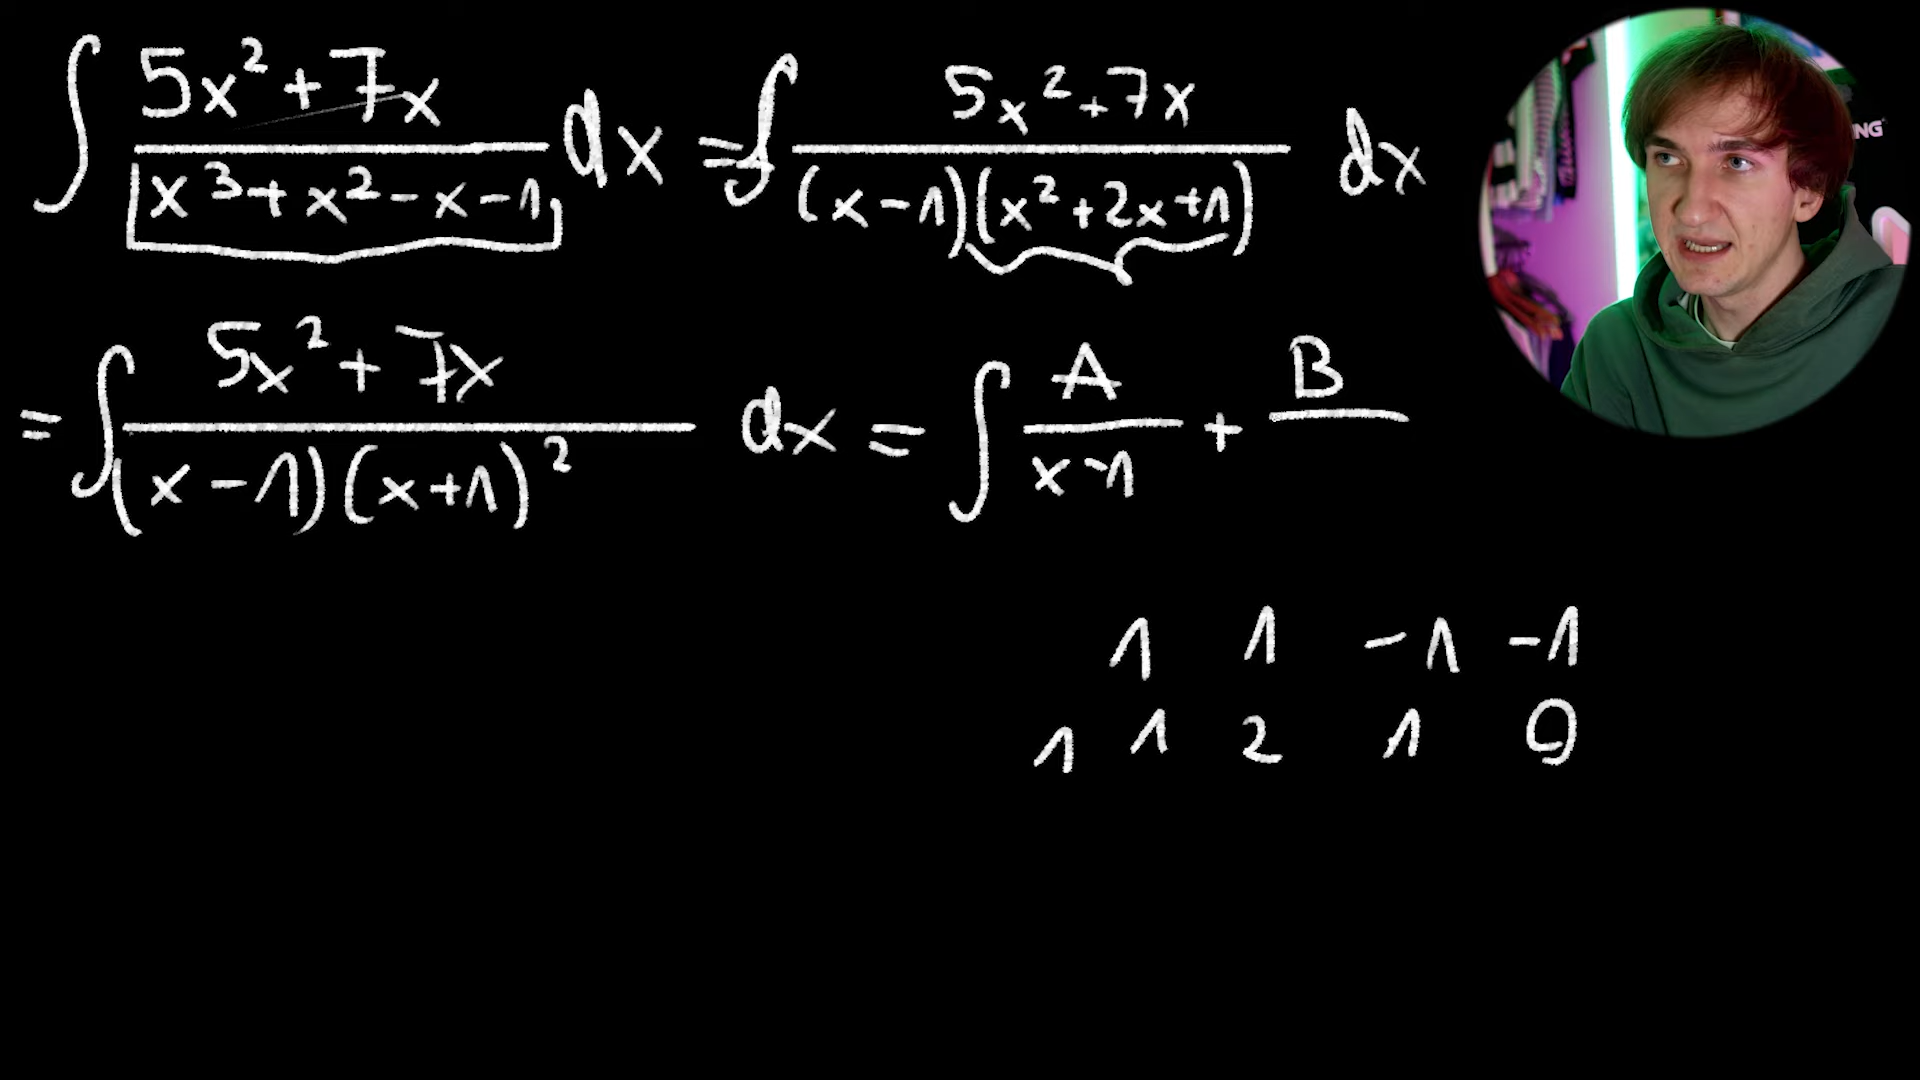 ∫ (5x² + 7x)/(x³ + x² - x - 1) dx = ∫ (5x² + 7x)/((x - 1)(x² + 2x + 1)) dx
= ∫ (5x² + 7x)/((x - 1)(x + 1)²) dx = ∫ A/(x - 1) + B/
1 1 -1 -1
1 1 2 1 0
NG